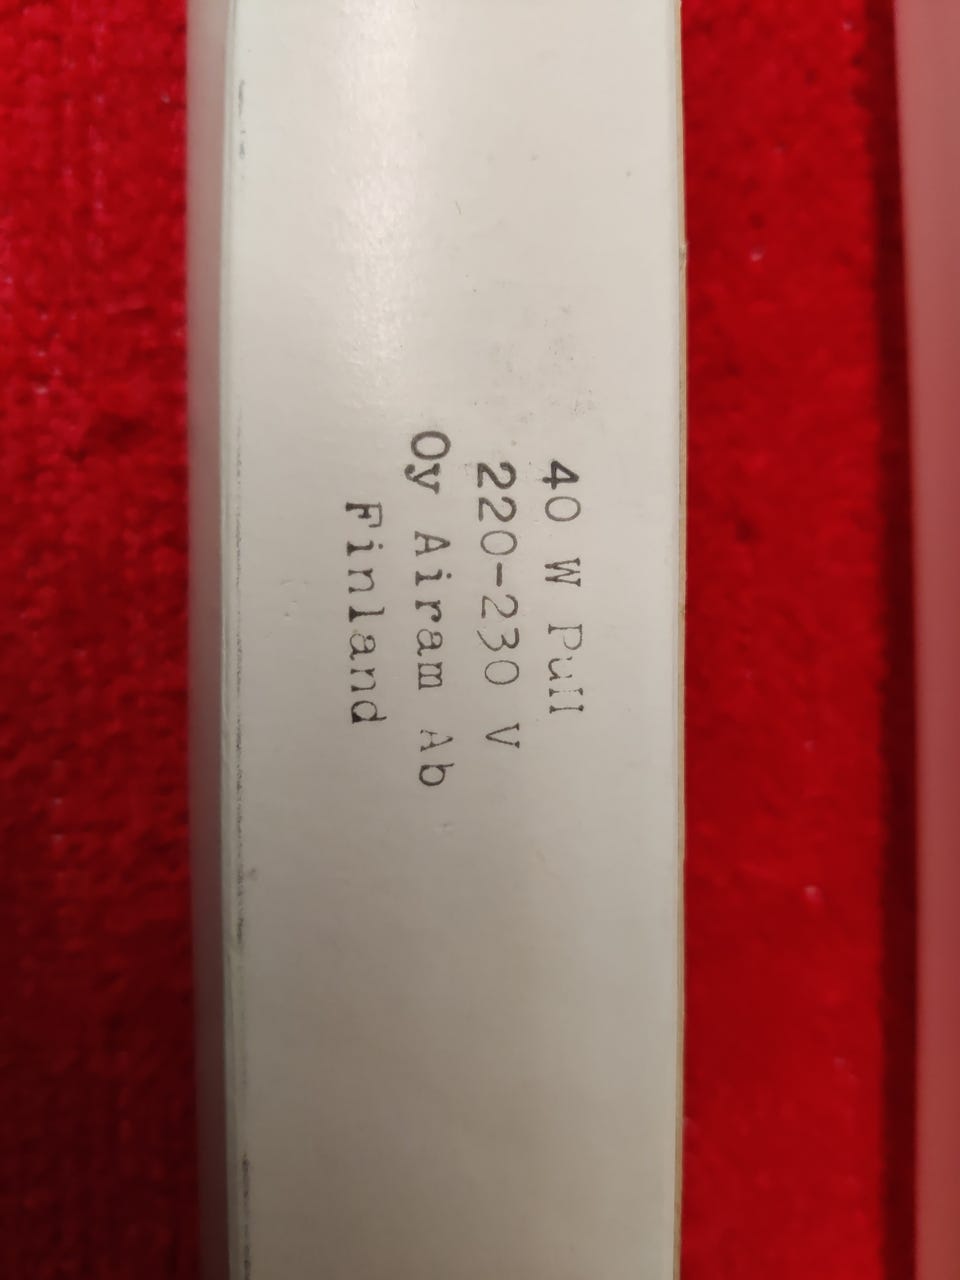 40 W Pull
220-230 V
Oy Airam Ab
Finland